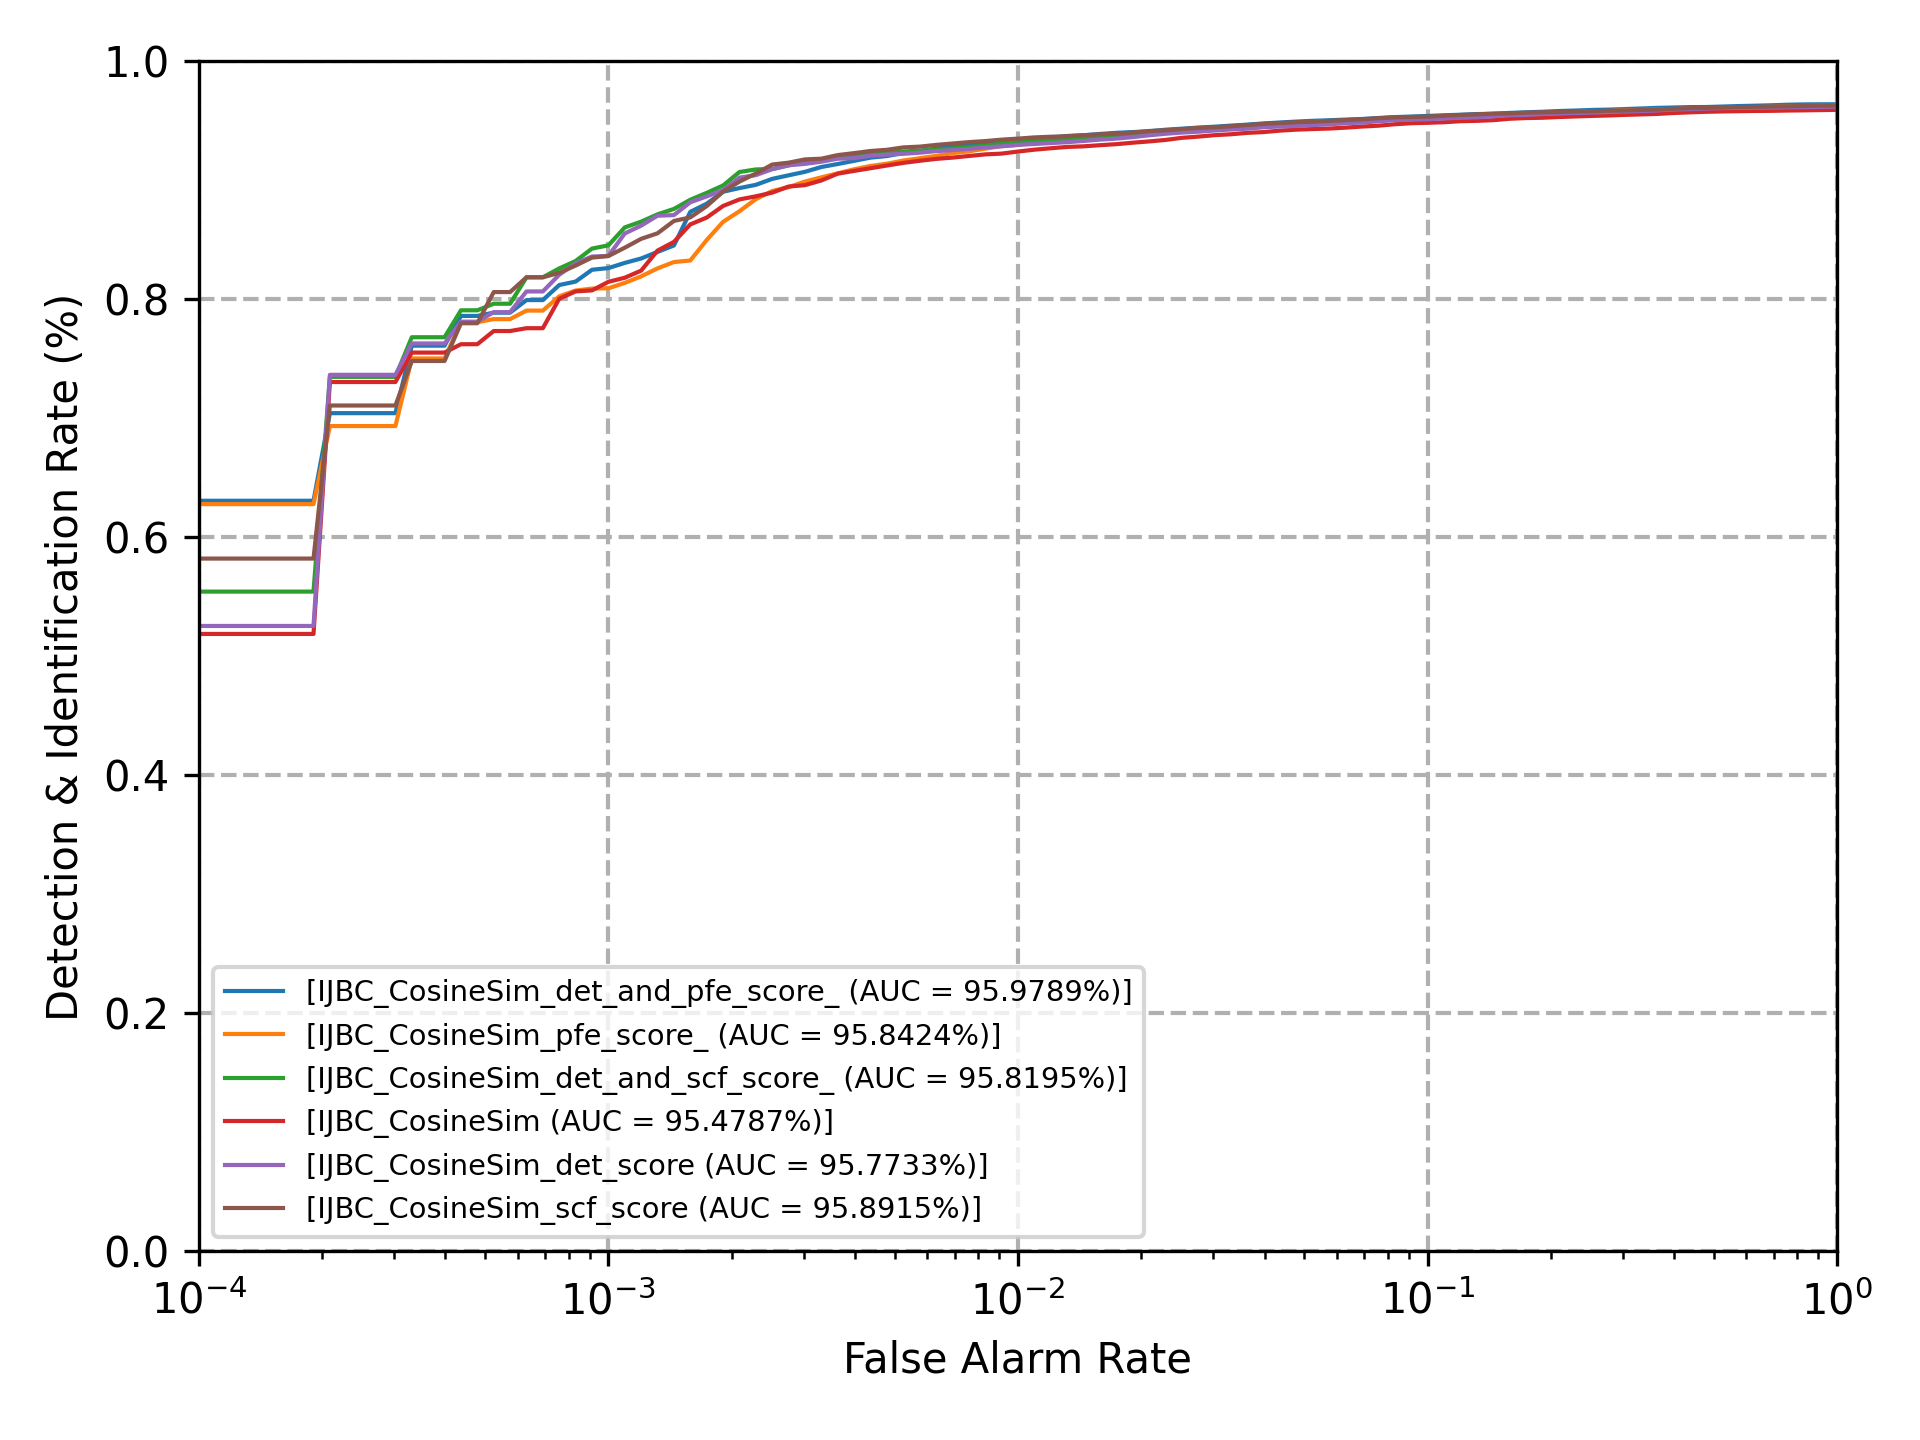 1.0
0.8
0.6
0.4
0.2
0.0
Detection & Identification Rate (%)
[IJBC_CosineSim_det_and_pfe_score_ (AUC = 95.9789%)]
[IJBC_CosineSim_pfe_score_ (AUC = 95.8424%)]
[IJBC_CosineSim_det_and_scf_score_ (AUC = 95.8195%)]
[IJBC_CosineSim (AUC = 95.4787%)]
[IJBC_CosineSim_det_score (AUC = 95.7733%)]
[IJBC_CosineSim_scf_score (AUC = 95.8915%)]
10⁻⁴ 10⁻³ 10⁻² 10⁻¹ 10⁰
False Alarm Rate